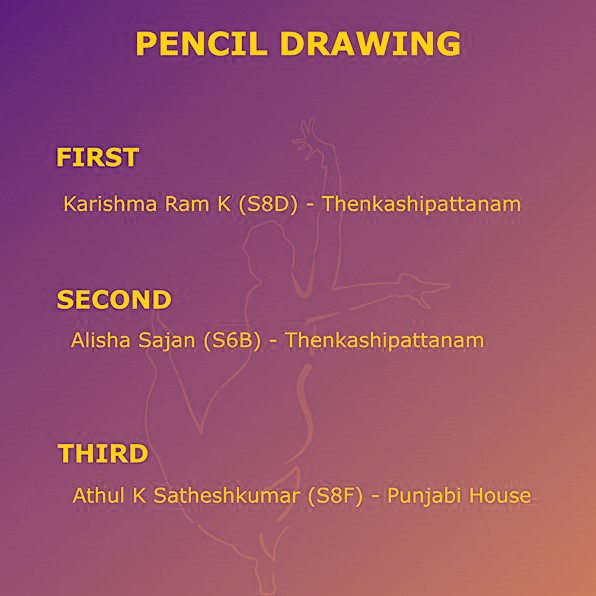 PENCIL DRAWING
FIRST
Karishma Ram K (S8D) - Thenkashipattanam
SECOND
Alisha Sajan (S6B) - Thenkashipattanam
THIRD
Athul K Satheshkumar (S8F) - Punjabi House